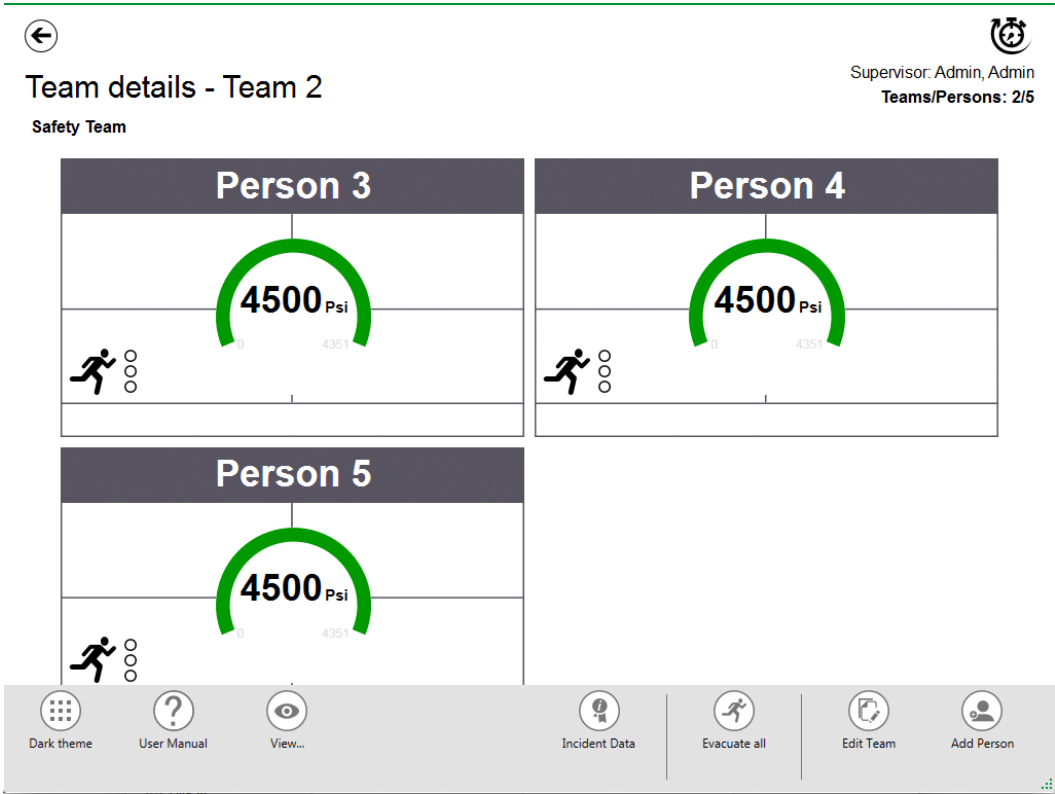 Supervisor: Admin, Admin
Team details - Team 2
Teams/Persons: 2/5
Safety Team
Person 3
Person 4
4500 Psi
4500 Psi
0 4351
0 4351
Person 5
4500 Psi
0 4351
Dark theme
User Manual
View...
Incident Data
Evacuate all
Edit Team
Add Person